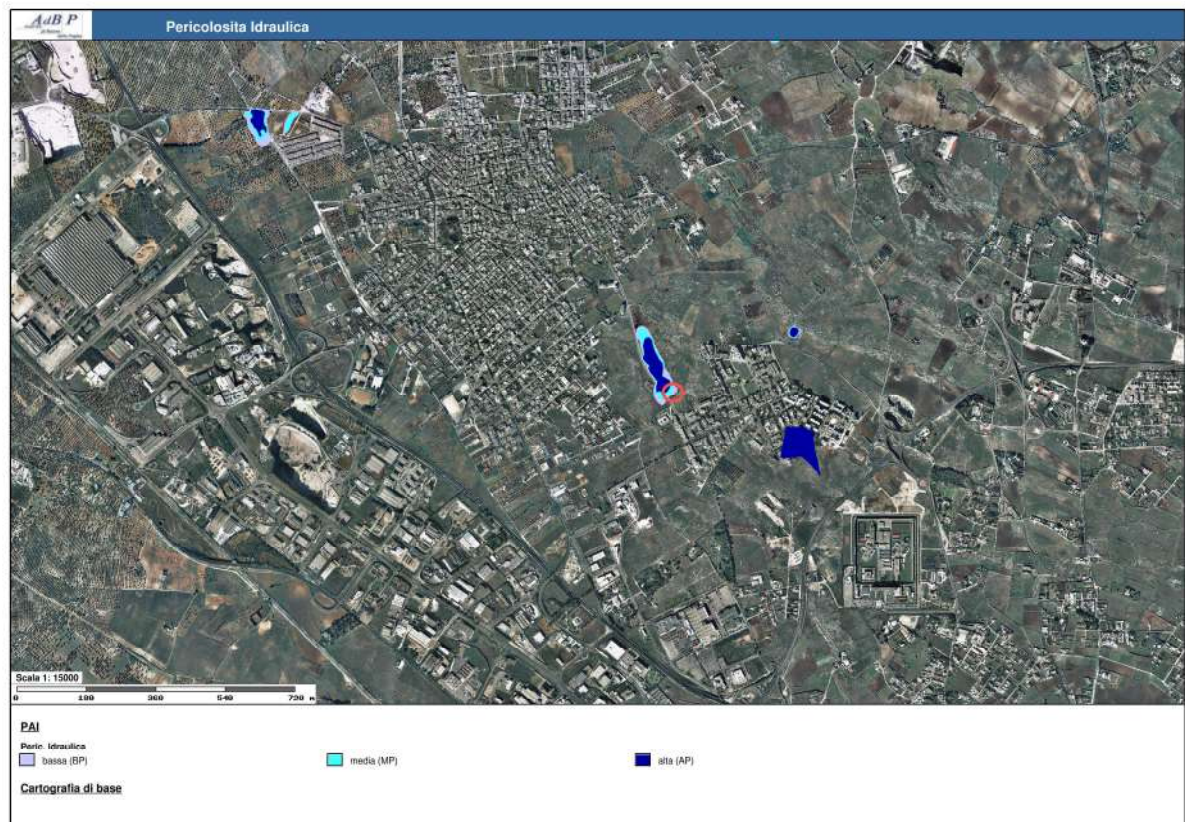 AdB P
Pericolosita Idraulica
Scala 1: 15000
0 180 360 540 720 m
PAI
Peric. Idraulica
bassa (BP)
media (MP)
alta (AP)
Cartografia di base